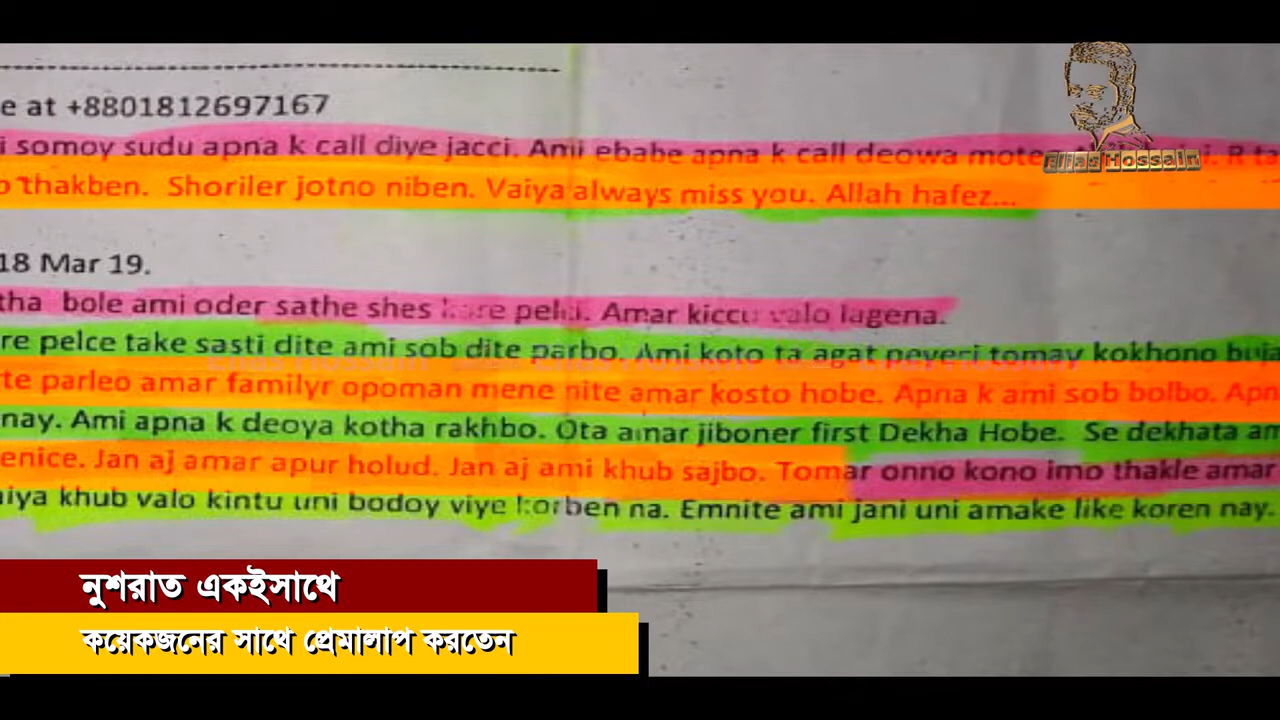 e at +8801812697167
i somoy sudu apna k call diye jacci. Ami ebabe apna k call deowa mote i. R ta
thakben. Shoriler jotno niben. Vaiya always miss you. Allah hafez...
Elias Hossain
18 Mar 19.
tha bole ami oder sathe shes kore pelci. Amar kiccu valo lagena.
re pelce take sasti dite ami sob dite parbo. Ami koto ta agat peyeci tomay kokhono buja
te parleo amar familyr opoman mene nite amar kosto hobe. Apna k ami sob bolbo. Apn
nay. Ami apna k deoya kotha rakhbo. Ota amar jiboner first Dekha Hobe. Se dekhata am
enice. Jan aj amar apur holud. Jan aj ami khub sajbo. Tomar onno kono imo thakle amar
aiya khub valo kintu uni bodoy viye korben na. Emnite ami jani uni amake like koren nay.
নুশরাত একইসাথে
কয়েকজনের সাথে প্রেমালাপ করতেন